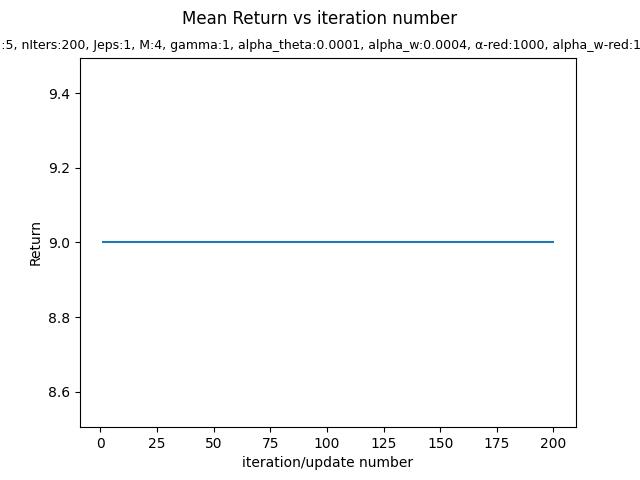 Mean Return vs iteration number
:5, nIters:200, Jeps:1, M:4, gamma:1, alpha_theta:0.0001, alpha_w:0.0004, α-red:1000, alpha_w-red:1
9.4
9.2
9.0
8.8
8.6
Return
0 25 50 75 100 125 150 175 200
iteration/update number